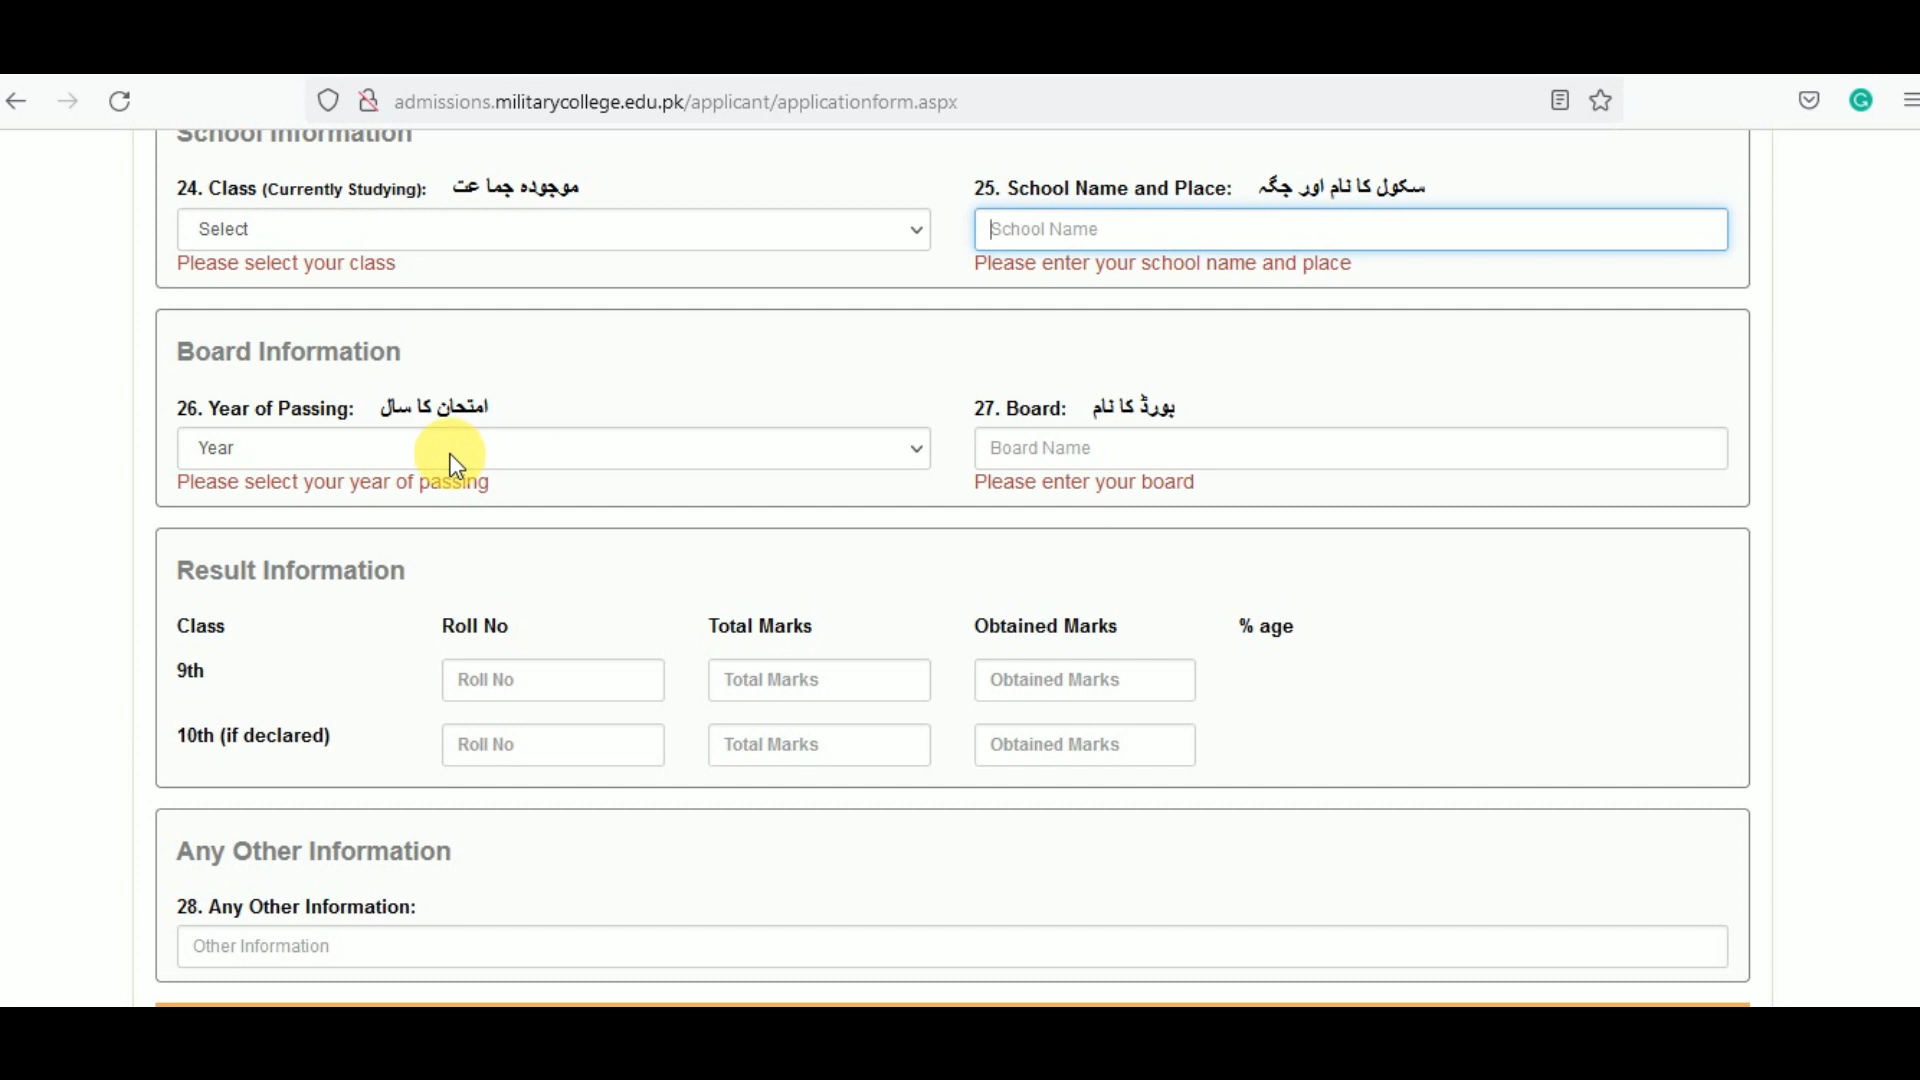 admissions.militarycollege.edu.pk/applicant/applicationform.aspx
School Information
24. Class (Currently Studying): موجودہ جما عت
25. School Name and Place: سکول کا نام اور جگہ
Select
School Name
Please select your class
Please enter your school name and place
Board Information
26. Year of Passing: امتحان کا سال
27. Board: بورڈ کا نام
Year
Board Name
Please select your year of passing
Please enter your board
Result Information
Class Roll No Total Marks Obtained Marks % age
9th Roll No Total Marks Obtained Marks
10th (if declared) Roll No Total Marks Obtained Marks
Any Other Information
28. Any Other Information:
Other Information